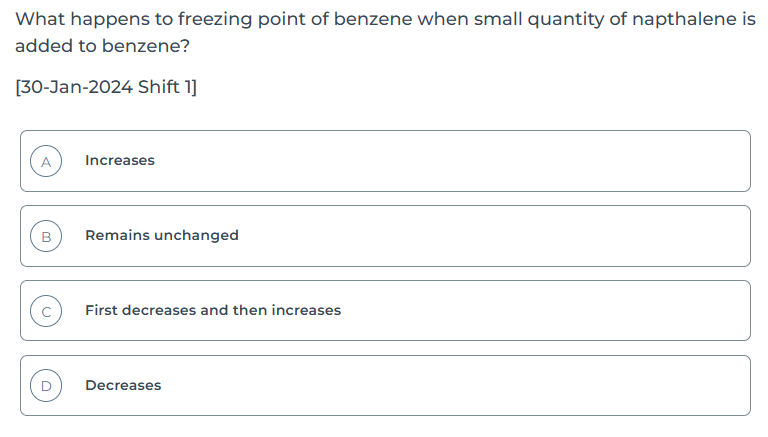 What happens to freezing point of benzene when small quantity of napthalene is
added to benzene?
[30-Jan-2024 Shift 1]
A Increases
B Remains unchanged
C First decreases and then increases
D Decreases